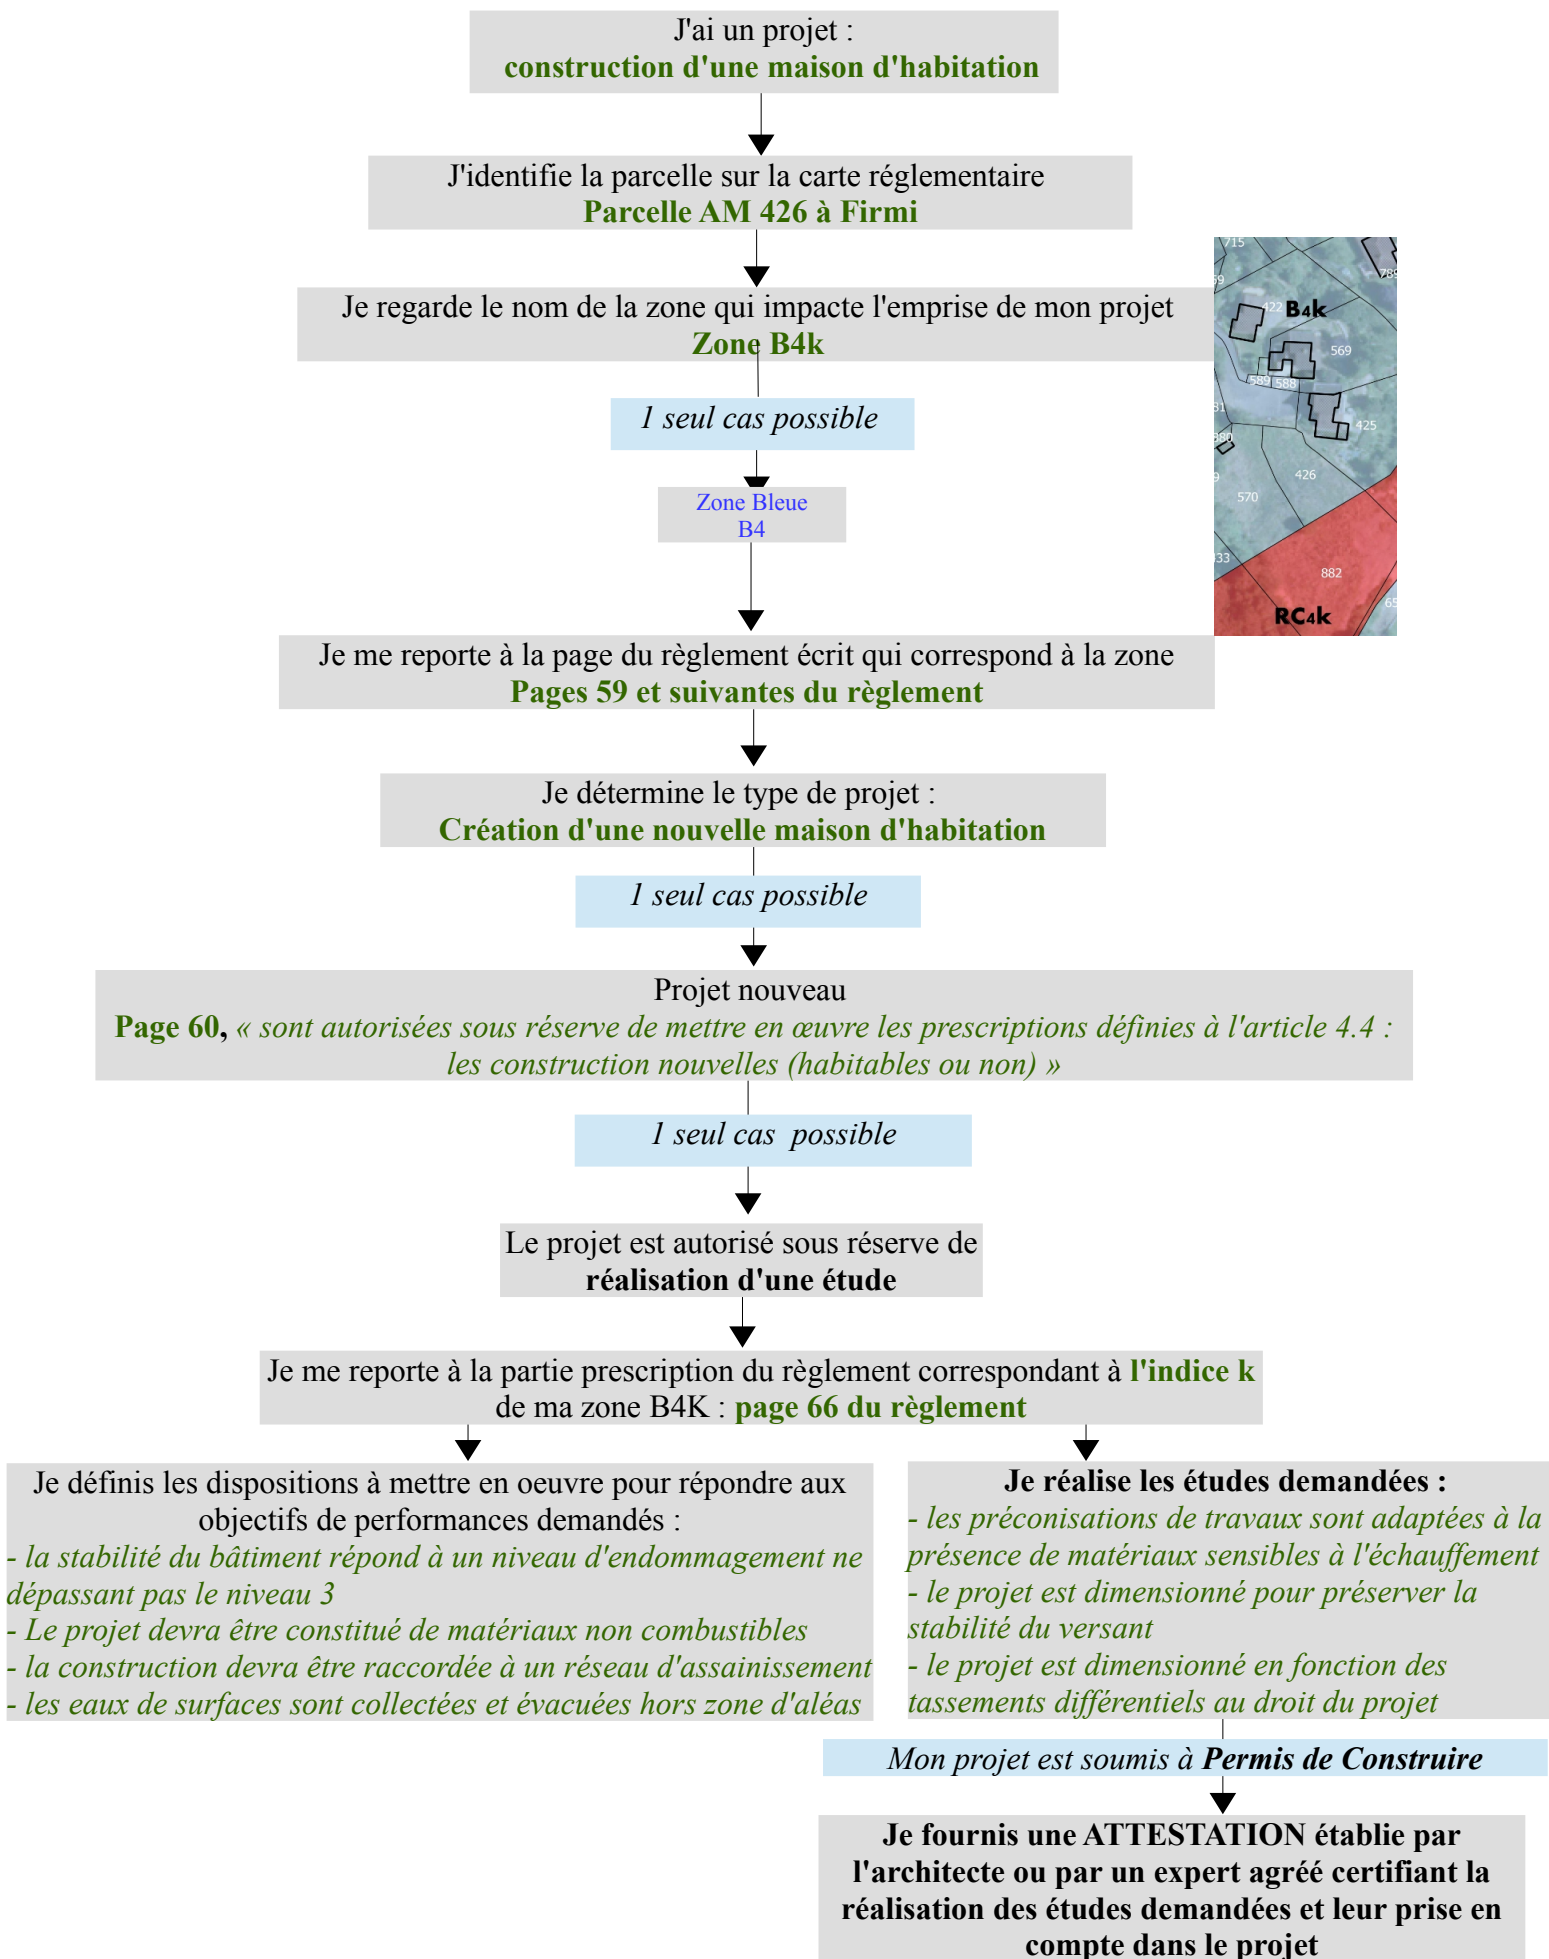 J'ai un projet :
construction d'une maison d'habitation
J'identifie la parcelle sur la carte réglementaire
Parcelle AM 426 à Firmi
Je regarde le nom de la zone qui impacte l'emprise de mon projet
Zone B4k
715
789
422
B4k
569
589
588
425
426
570
882
RC4k
1 seul cas possible
Zone Bleue
B4
Je me reporte à la page du règlement écrit qui correspond à la zone
Pages 59 et suivantes du règlement
Je détermine le type de projet :
Création d'une nouvelle maison d'habitation
1 seul cas possible
Projet nouveau
Page 60, « sont autorisées sous réserve de mettre en œuvre les prescriptions définies à l'article 4.4 :
les construction nouvelles (habitables ou non) »
1 seul cas possible
Le projet est autorisé sous réserve de
réalisation d'une étude
Je me reporte à la partie prescription du règlement correspondant à l'indice k
de ma zone B4K : page 66 du règlement
Je définis les dispositions à mettre en oeuvre pour répondre aux
objectifs de performances demandés :
- la stabilité du bâtiment répond à un niveau d'endommagement ne
dépassant pas le niveau 3
- Le projet devra être constitué de matériaux non combustibles
- la construction devra être raccordée à un réseau d'assainissement
- les eaux de surfaces sont collectées et évacuées hors zone d'aléas
Je réalise les études demandées :
- les préconisations de travaux sont adaptées à la
présence de matériaux sensibles à l'échauffement
- le projet est dimensionné pour préserver la
stabilité du versant
- le projet est dimensionné en fonction des
tassements différentiels au droit du projet
Mon projet est soumis à Permis de Construire
Je fournis une ATTESTATION établie par
l'architecte ou par un expert agréé certifiant la
réalisation des études demandées et leur prise en
compte dans le projet